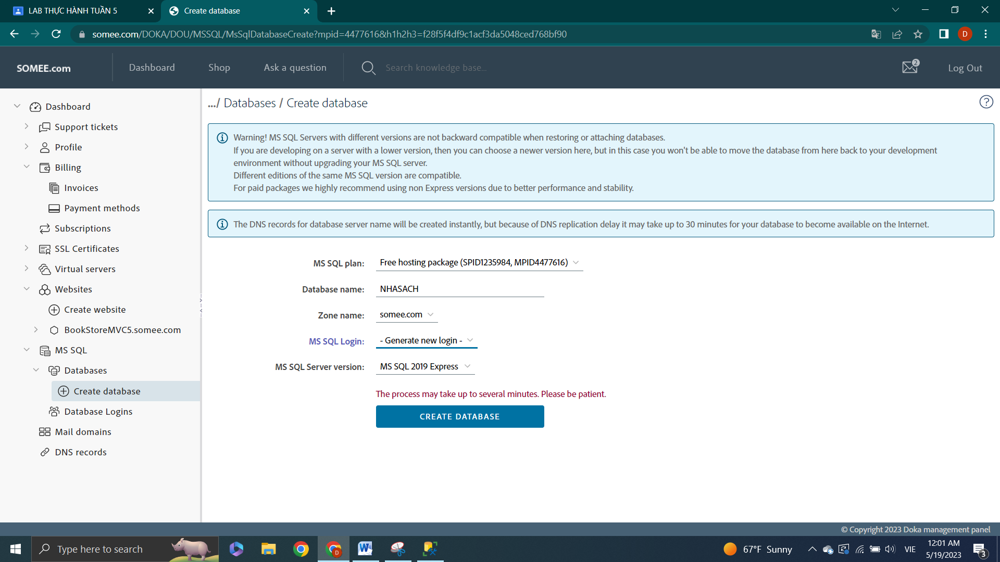 LAB THỰC HÀNH TUẦN 5
Create database
somee.com/DOKA/DOU/MSSQL/MsSqlDatabaseCreate?mpid=4477616&h1h2h3=f28f5f4df9c1acf3da5048ced768bf90
D
SOMEE.com
Dashboard
Shop
Ask a question
Search knowledge base...
2
Log Out
Dashboard
Support tickets
Profile
Billing
Invoices
Payment methods
Subscriptions
SSL Certificates
Virtual servers
Websites
Create website
BookStoreMVC5.somee.com
MS SQL
Databases
Create database
Database Logins
Mail domains
DNS records
.../ Databases / Create database
?
Warning! MS SQL Servers with different versions are not backward compatible when restoring or attaching databases.
If you are developing on a server with a lower version, then you can choose a newer version here, but in this case you won't be able to move the database from here back to your development
environment without upgrading your MS SQL server.
Different editions of the same MS SQL version are compatible.
For paid packages we highly recommend using non Express versions due to better performance and stability.
The DNS records for database server name will be created instantly, but because of DNS replication delay it may take up to 30 minutes for your database to become available on the Internet.
MS SQL plan: Free hosting package (SPID1235984, MPID4477616)
Database name: NHASACH
Zone name: somee.com
MS SQL Login: - Generate new login -
MS SQL Server version: MS SQL 2019 Express
The process may take up to several minutes. Please be patient.
CREATE DATABASE
© Copyright 2023 Doka management panel
Type here to search
D
67°F Sunny
VIE
12:01 AM
5/19/2023
3